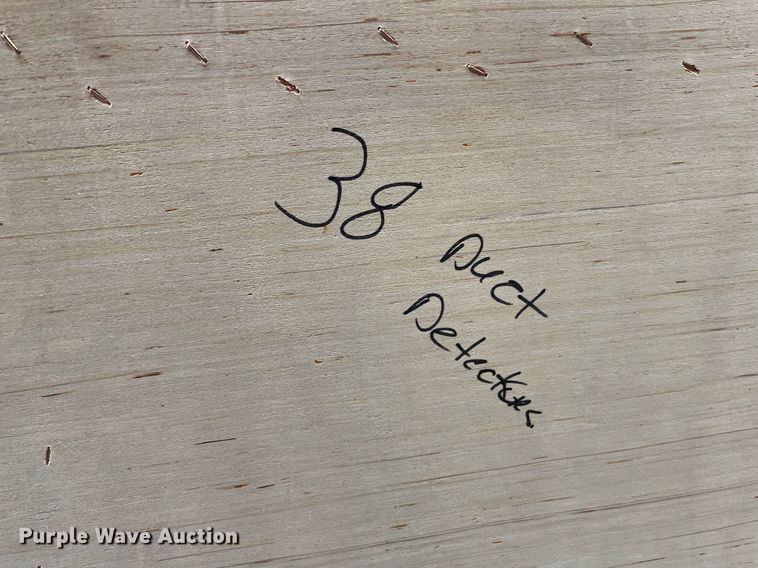 38
Duct
Detectors
Purple Wave Auction